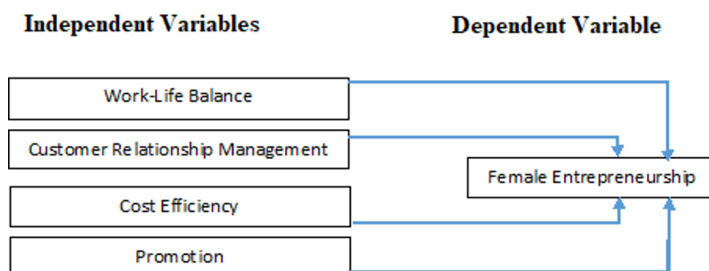 Independent Variables
Dependent Variable
Work-Life Balance
Customer Relationship Management
Female Entrepreneurship
Cost Efficiency
Promotion